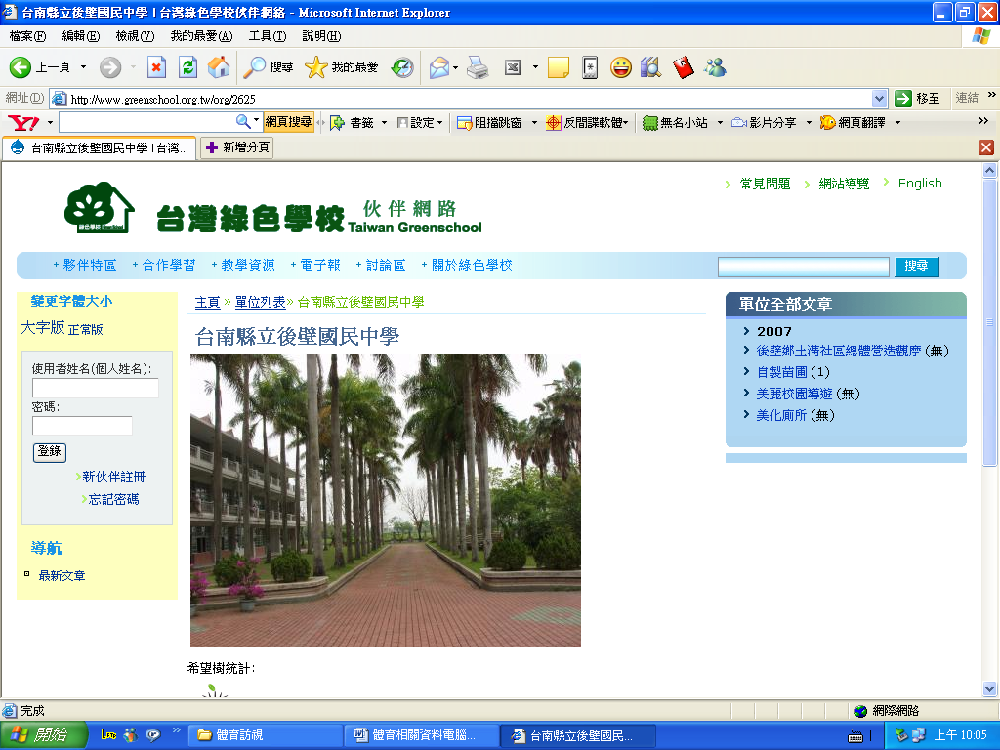 台南縣立後壁國民中學 | 台灣綠色學校伙伴網絡 - Microsoft Internet Explorer
檔案(F) 編輯(E) 檢視(V) 我的最愛(A) 工具(T) 說明(H)
上一頁 搜尋 我的最愛
網址(D) http://www.greenschool.org.tw/org/2625 移至 連結 »
Y! 網頁搜尋 書籤 設定 阻擋跳窗 反間諜軟體 無名小站 影片分享 網頁翻譯 »
台南縣立後壁國民中學 | 台灣... 新增分頁
常見問題 網站導覽 English
台灣綠色學校 伙伴網路
Taiwan Greenschool
+ 夥伴特區 + 合作學習 + 教學資源 + 電子報 + 討論區 + 關於綠色學校 搜尋
變更字體大小
大字版 正常版
使用者姓名(個人姓名):
密碼:
登錄
新伙伴註冊
忘記密碼
導航
最新文章
主頁 » 單位列表» 台南縣立後壁國民中學
台南縣立後壁國民中學
希望樹統計:
單位全部文章
2007
後壁鄉土溝社區總體營造觀摩 (無)
自製苗圃 (1)
美麗校園導遊 (無)
美化廁所 (無)
完成 網際網路
開始 » 體育訪視 體育相關資料電腦... 台南縣立後壁國民... 上午 10:05